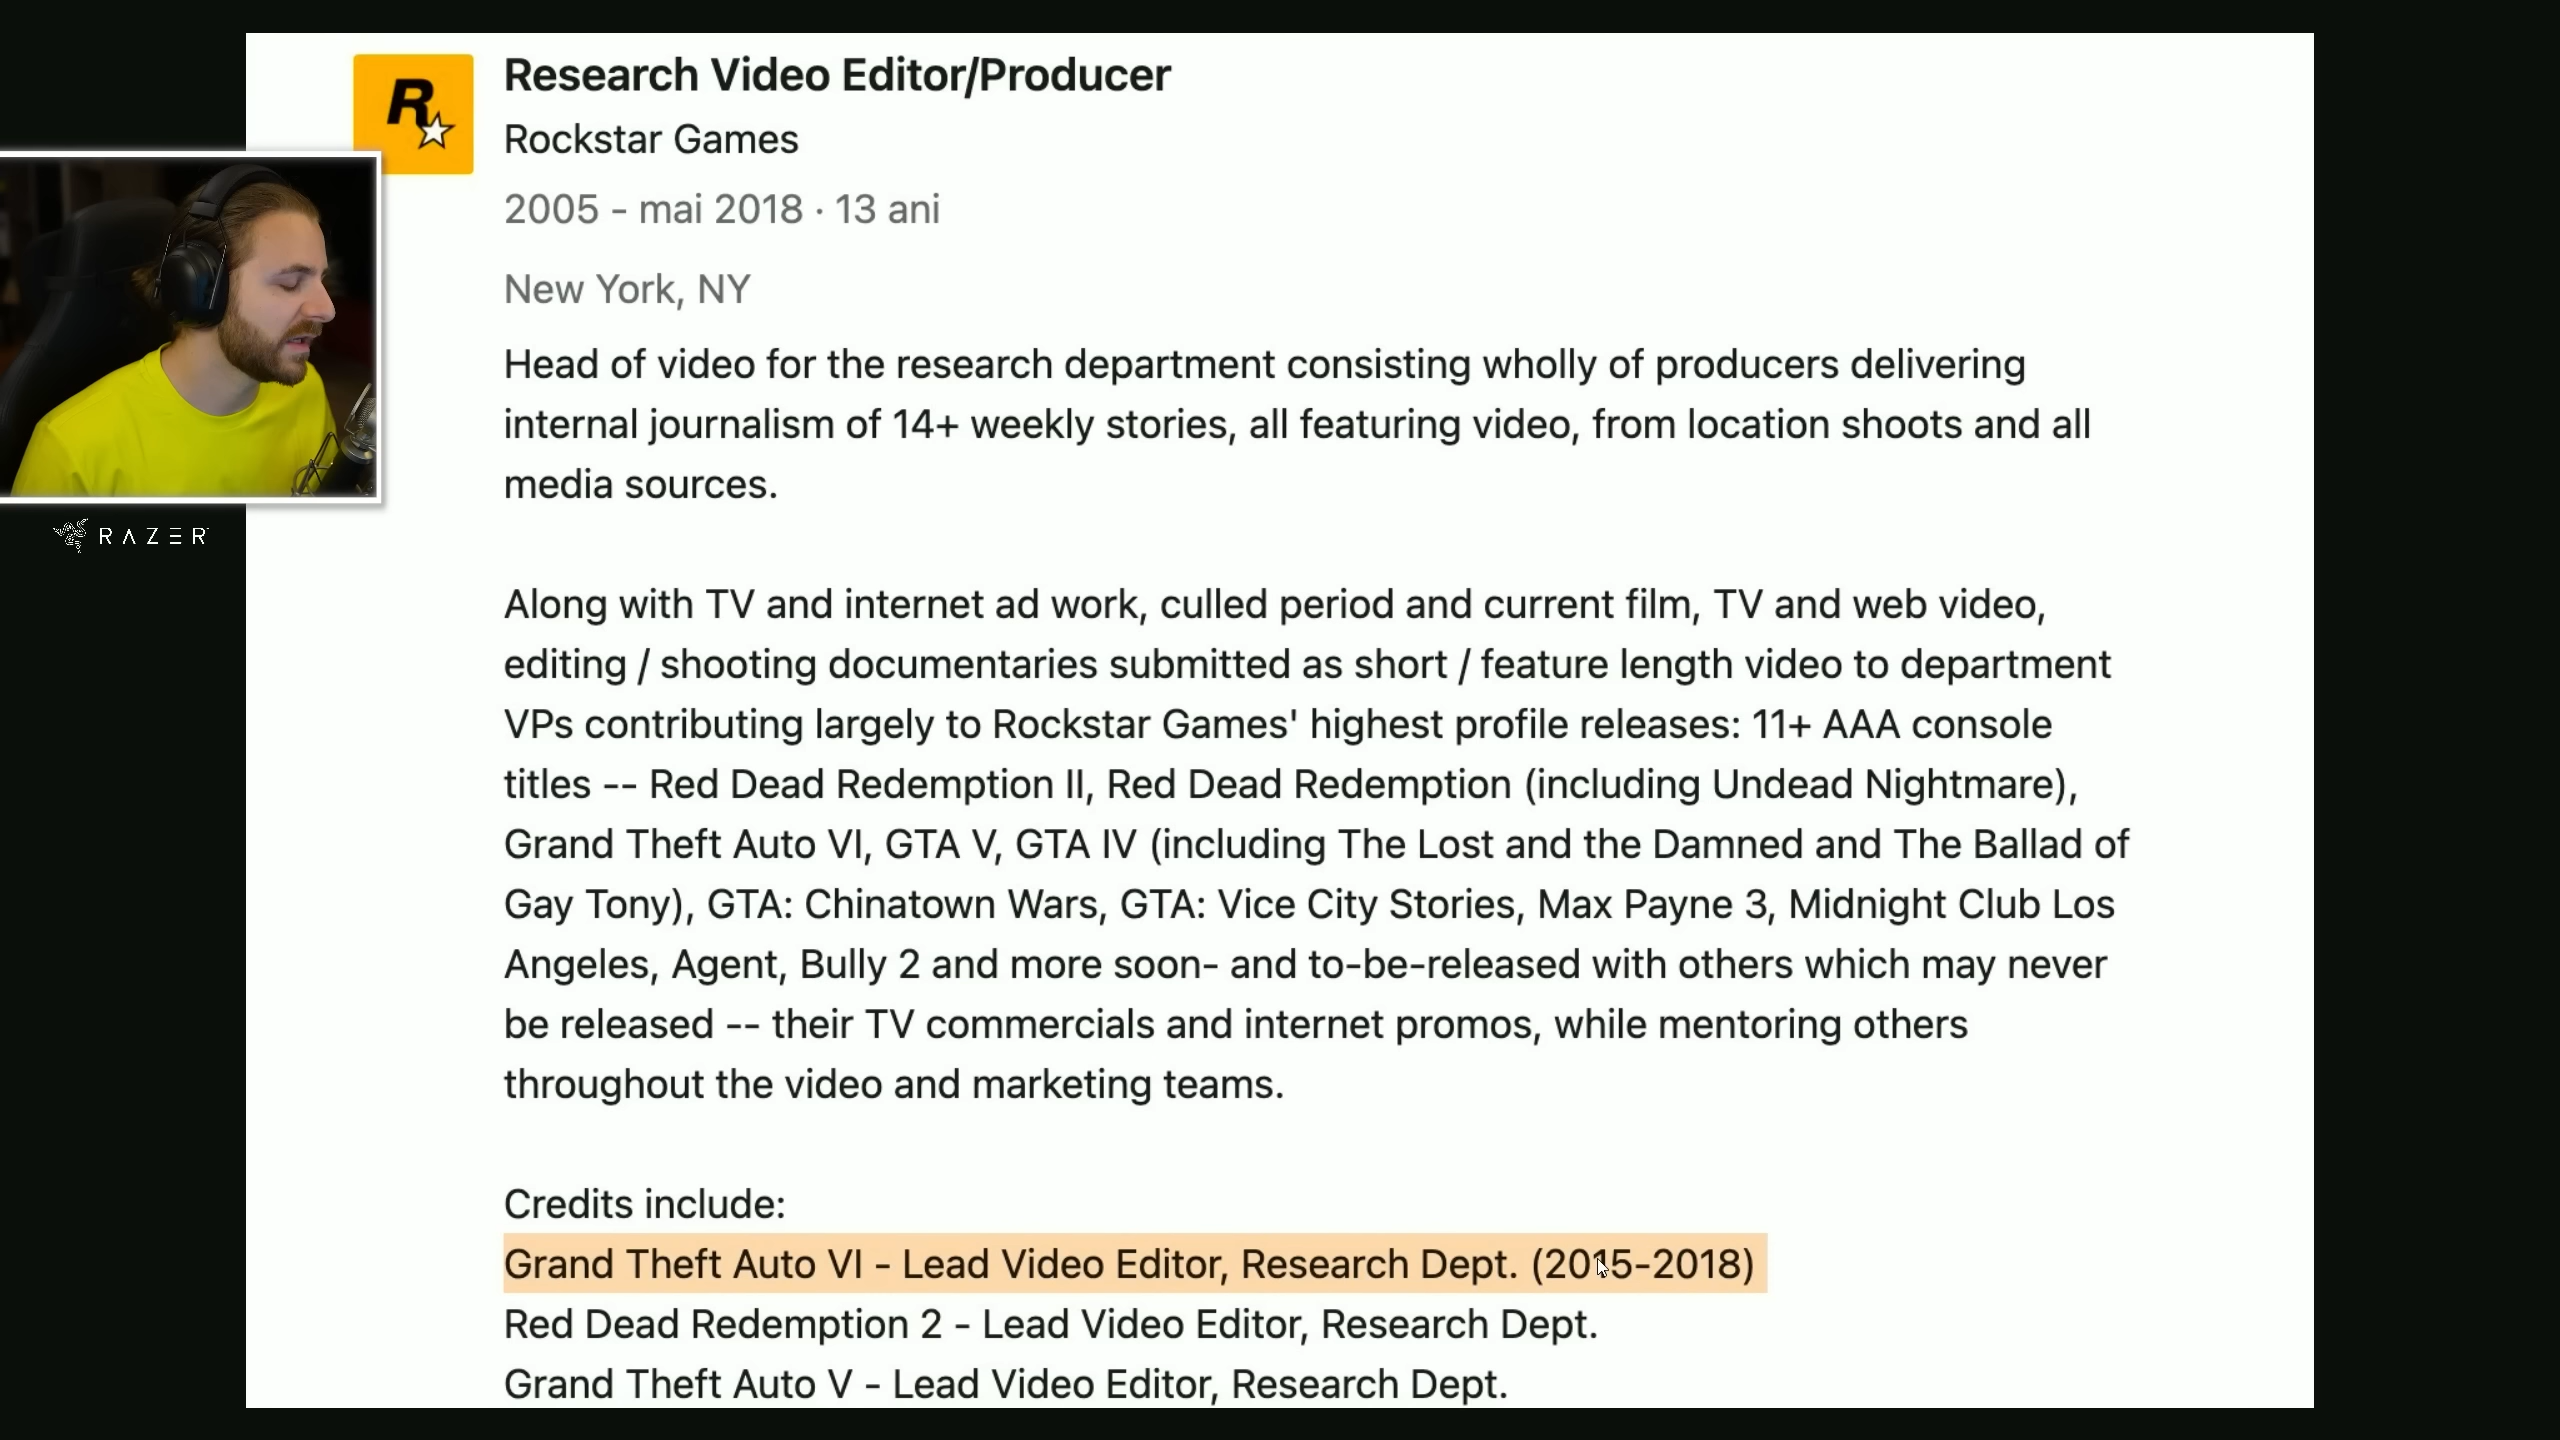 Research Video Editor/Producer
R
Rockstar Games
2005 - mai 2018 · 13 ani
New York, NY
Head of video for the research department consisting wholly of producers delivering
internal journalism of 14+ weekly stories, all featuring video, from location shoots and all
media sources.
RAZER
Along with TV and internet ad work, culled period and current film, TV and web video,
editing / shooting documentaries submitted as short / feature length video to department
VPs contributing largely to Rockstar Games' highest profile releases: 11+ AAA console
titles -- Red Dead Redemption II, Red Dead Redemption (including Undead Nightmare),
Grand Theft Auto VI, GTA V, GTA IV (including The Lost and the Damned and The Ballad of
Gay Tony), GTA: Chinatown Wars, GTA: Vice City Stories, Max Payne 3, Midnight Club Los
Angeles, Agent, Bully 2 and more soon- and to-be-released with others which may never
be released -- their TV commercials and internet promos, while mentoring others
throughout the video and marketing teams.
Credits include:
Grand Theft Auto VI - Lead Video Editor, Research Dept. (2015-2018)
Red Dead Redemption 2 - Lead Video Editor, Research Dept.
Grand Theft Auto V - Lead Video Editor, Research Dept.